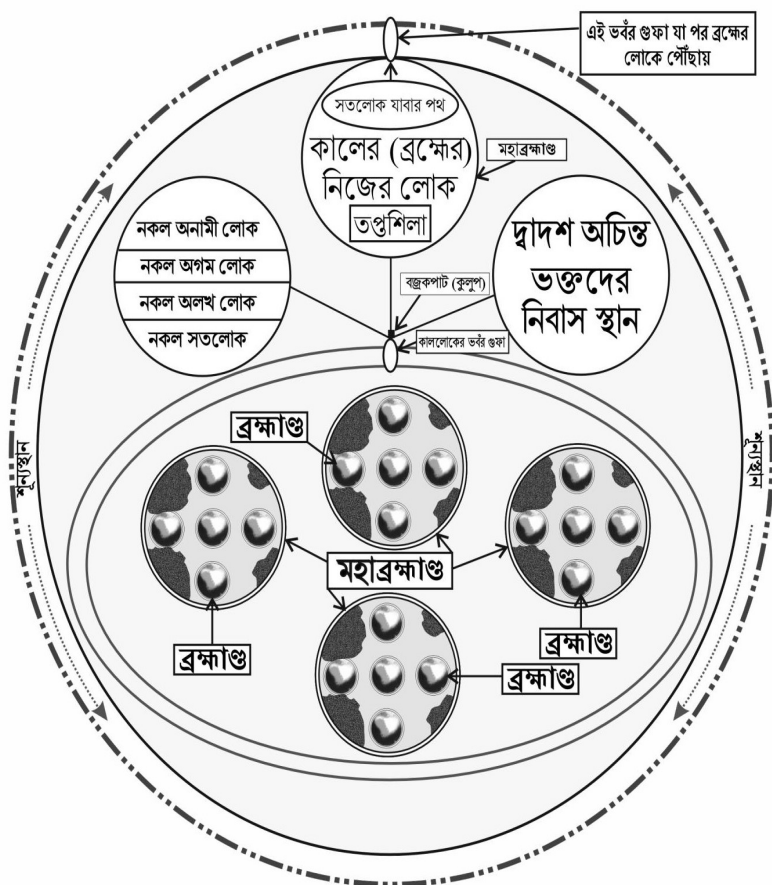 এই ভবঁর গুফা যা পর ব্রহ্মের
লোকে পৌঁছায়
সতলোক যাবার পথ
কালের (ব্রহ্মের)
নিজের লোক
তপ্তশিলা
মহাব্রহ্মাণ্ড
নকল অনামী লোক
নকল অগম লোক
নকল অলখ লোক
নকল সতলোক
দ্বাদশ অচিন্ত
ভক্তদের
নিবাস স্থান
বজ্রকপাট (কুলুপ)
কাললোকের ভবঁর গুফা
শূন্যস্থান
শূন্যস্থান
ব্রহ্মাণ্ড
মহাব্রহ্মাণ্ড
ব্রহ্মাণ্ড
ব্রহ্মাণ্ড
ব্রহ্মাণ্ড